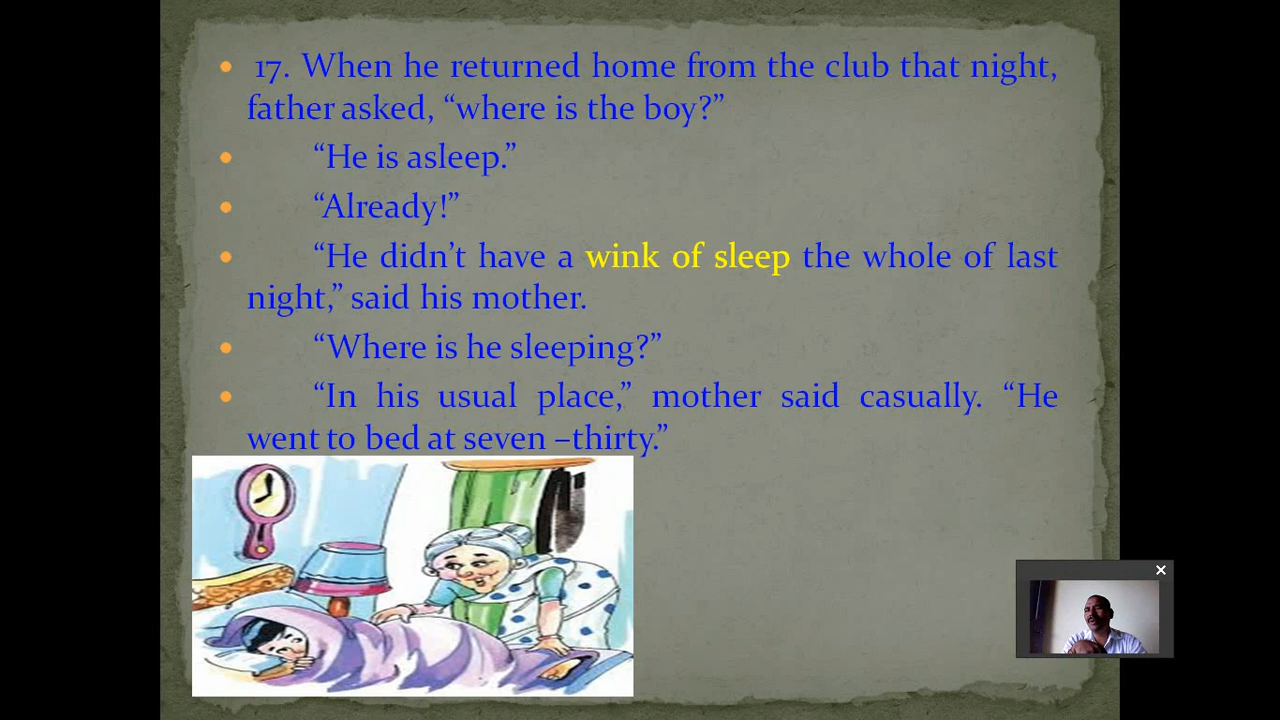 17. When he returned home from the club that night,
father asked, “where is the boy?”
“He is asleep.”
“Already!”
“He didn’t have a wink of sleep the whole of last
night,” said his mother.
“Where is he sleeping?”
“In his usual place,” mother said casually. “He
went to bed at seven –thirty.”